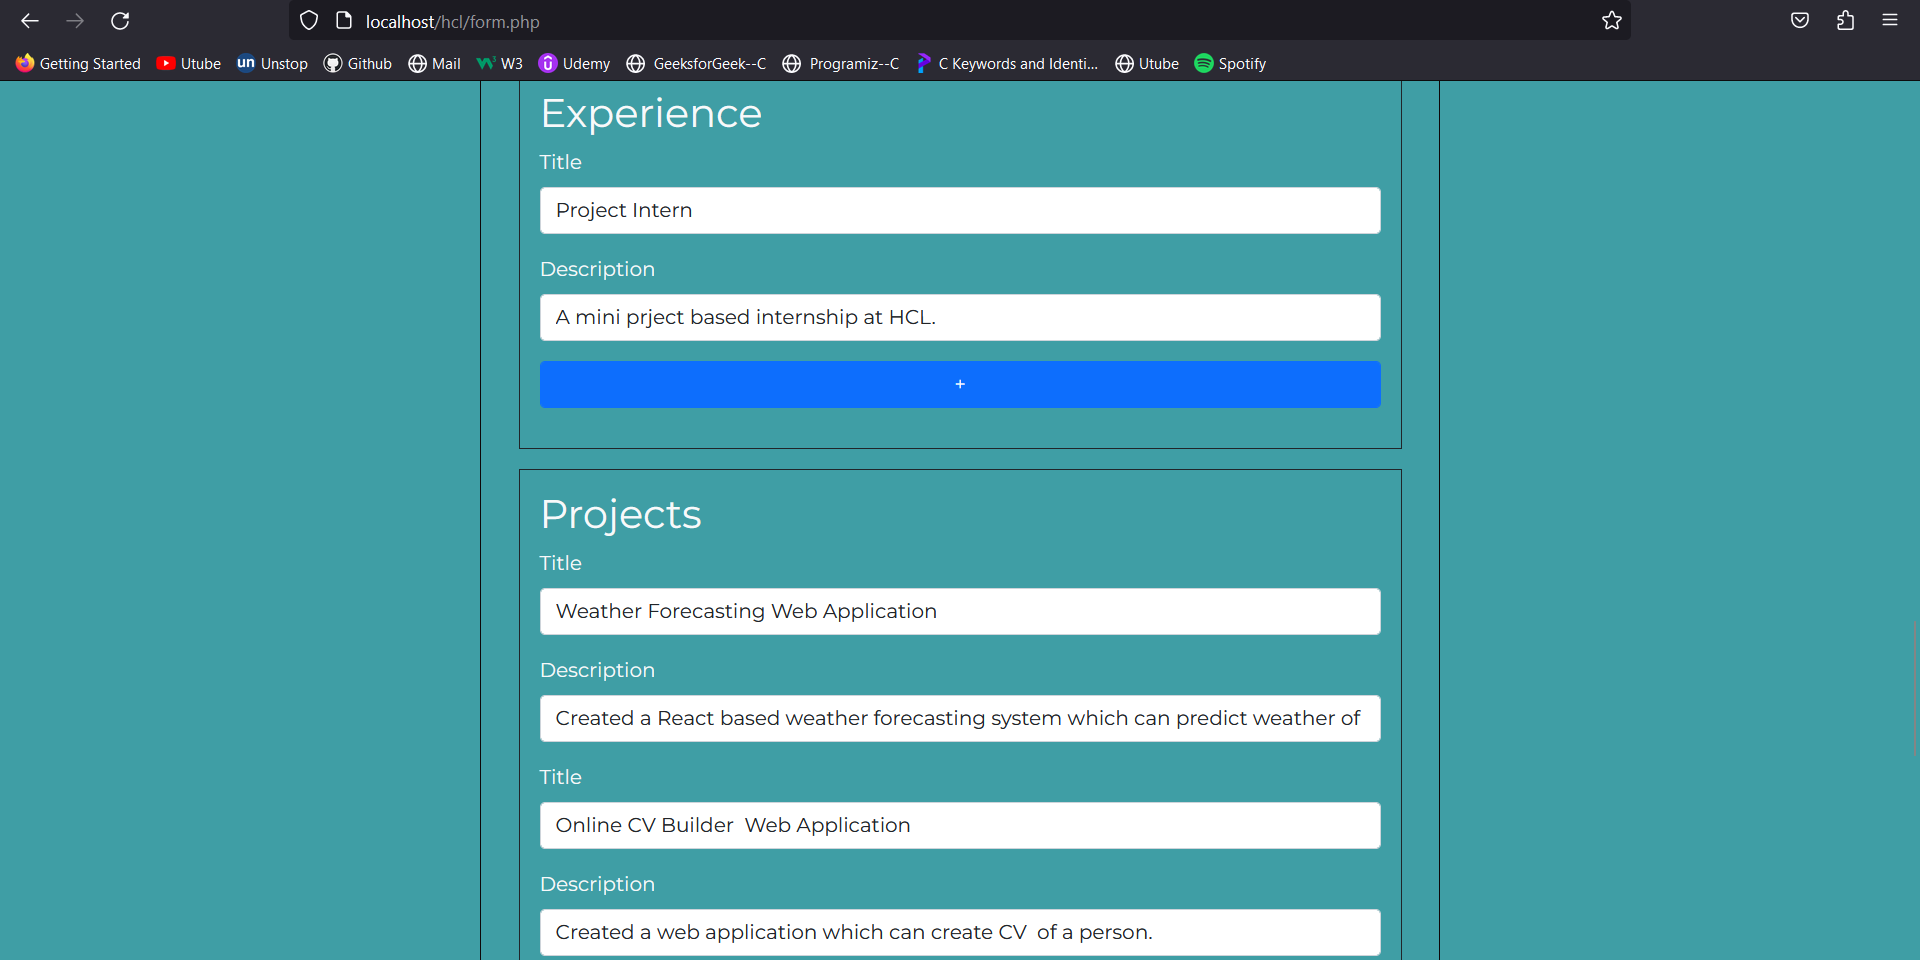 localhost/hcl/form.php
Getting Started Utube un Unstop Github Mail W3 Udemy GeeksforGeek--C Programiz--C C Keywords and Identi... Utube Spotify
Experience
Title
Project Intern
Description
A mini prject based internship at HCL.
+
Projects
Title
Weather Forecasting Web Application
Description
Created a React based weather forecasting system which can predict weather of
Title
Online CV Builder  Web Application
Description
Created a web application which can create CV  of a person.